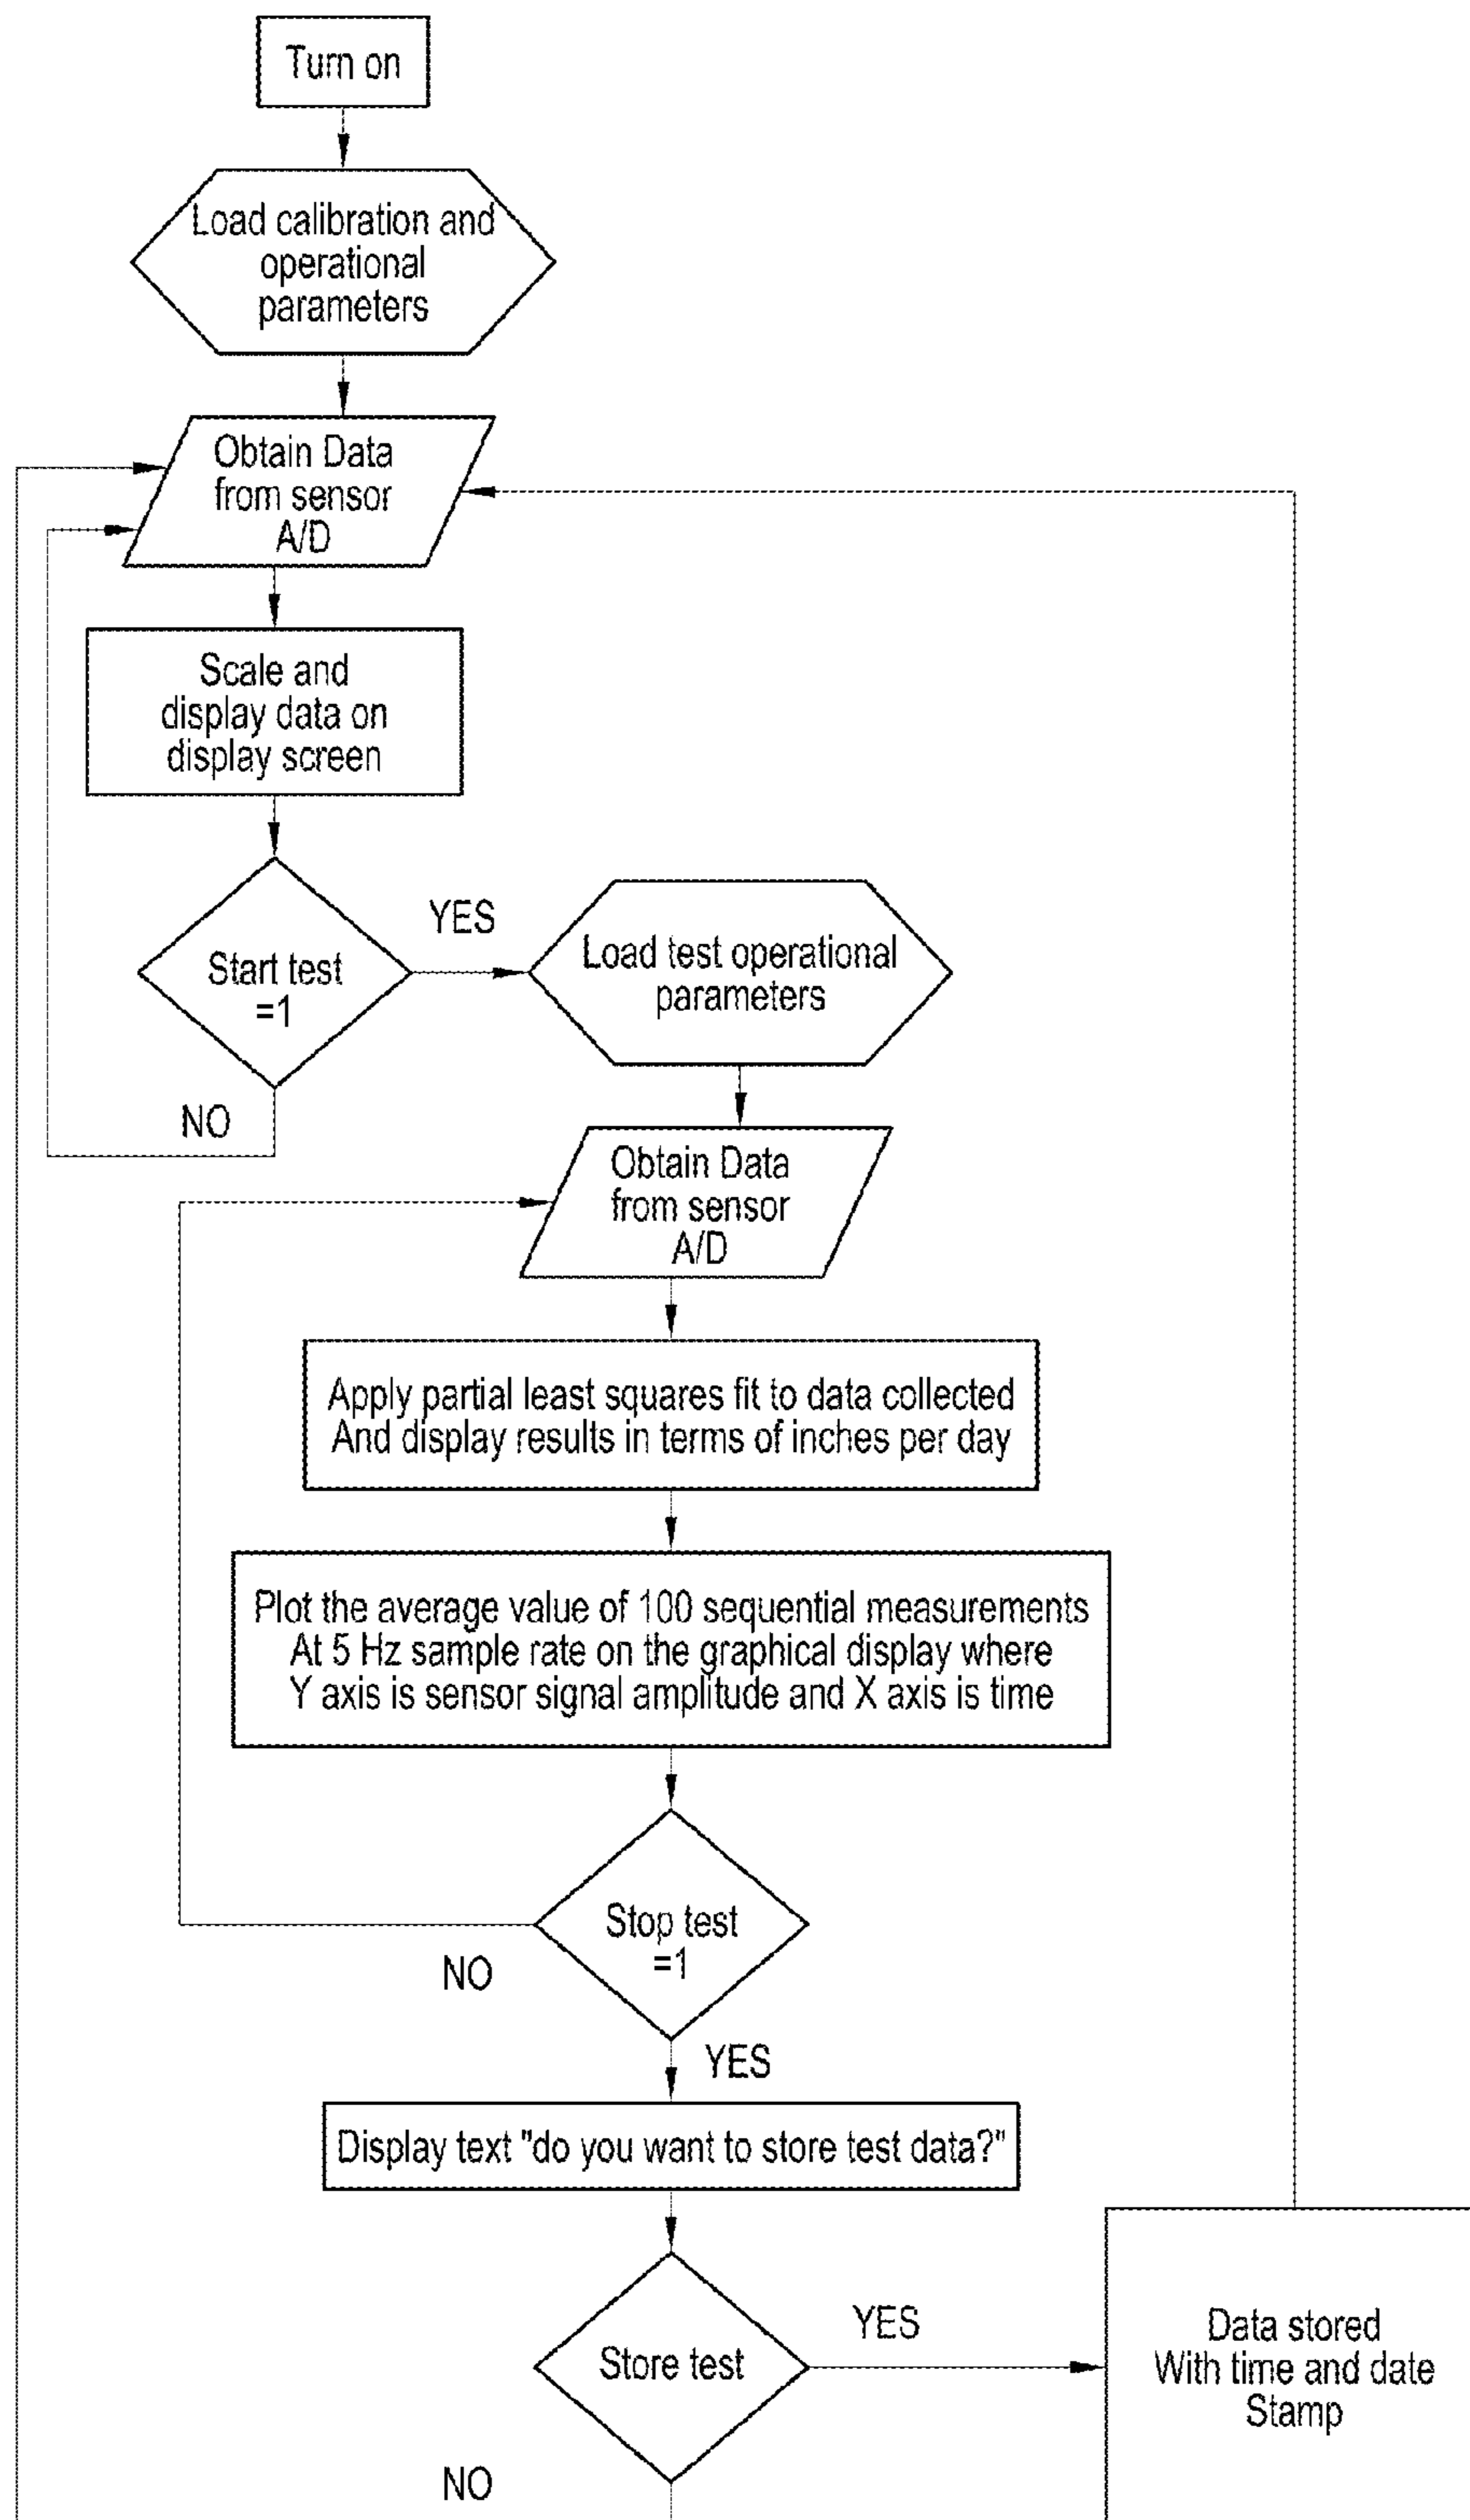 Turn on
Load calibration and
operational
parameters
Obtain Data
from sensor
A/D
Scale and
display data on
display screen
Start test
=1
YES
NO
Load test operational
parameters
Obtain Data
from sensor
A/D
Apply partial least squares fit to data collected
And display results in terms of inches per day
Plot the average value of 100 sequential measurements
At 5 Hz sample rate on the graphical display where
Y axis is sensor signal amplitude and X axis is time
Stop test
=1
NO
YES
Display text "do you want to store test data?"
Store test
YES
NO
Data stored
With time and date
Stamp